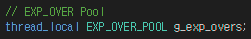 // EXP_OVER Pool
thread_local EXP_OVER_POOL g_exp_overs;